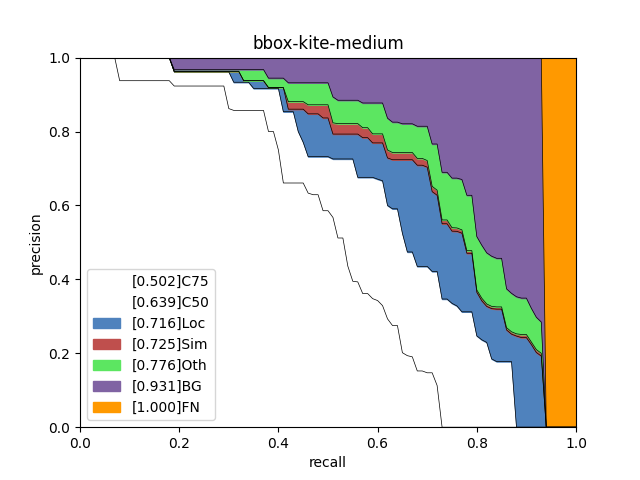 bbox-kite-medium
precision
1.0
0.8
0.6
0.4
0.2
0.0
[0.502]C75
[0.639]C50
[0.716]Loc
[0.725]Sim
[0.776]Oth
[0.931]BG
[1.000]FN
0.0 0.2 0.4 0.6 0.8 1.0
recall